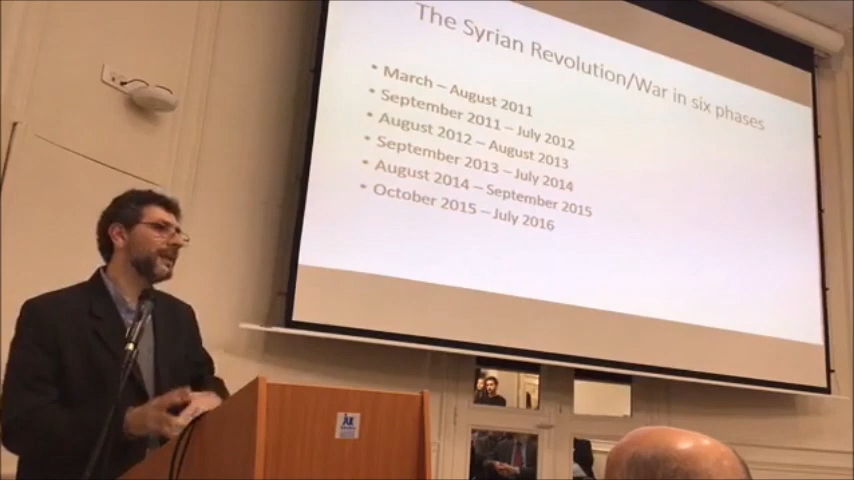 The Syrian Revolution/War in six phases
• March – August 2011
• September 2011 – July 2012
• August 2012 – August 2013
• September 2013 – July 2014
• August 2014 – September 2015
• October 2015 – July 2016